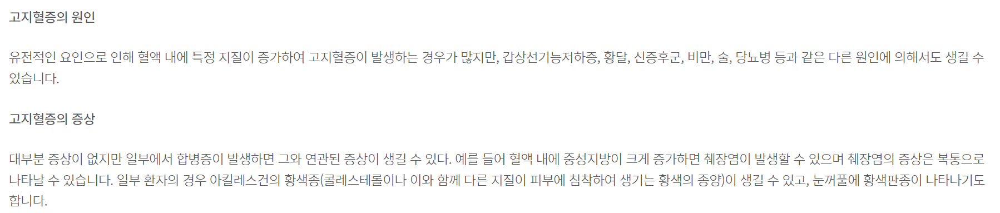 고지혈증의 원인
유전적인 요인으로 인해 혈액 내에 특정 지질이 증가하여 고지혈증이 발생하는 경우가 많지만, 갑상선기능저하증, 황달, 신증후군, 비만, 술, 당뇨병 등과 같은 다른 원인에 의해서도 생길 수
있습니다.
고지혈증의 증상
대부분 증상이 없지만 일부에서 합병증이 발생하면 그와 연관된 증상이 생길 수 있다. 예를 들어 혈액 내에 중성지방이 크게 증가하면 췌장염이 발생할 수 있으며 췌장염의 증상은 복통으로
나타날 수 있습니다. 일부 환자의 경우 아킬레스건의 황색종(콜레스테롤이나 이와 함께 다른 지질이 피부에 침착하여 생기는 황색의 종양)이 생길 수 있고, 눈꺼풀에 황색판종이 나타나기도
합니다.